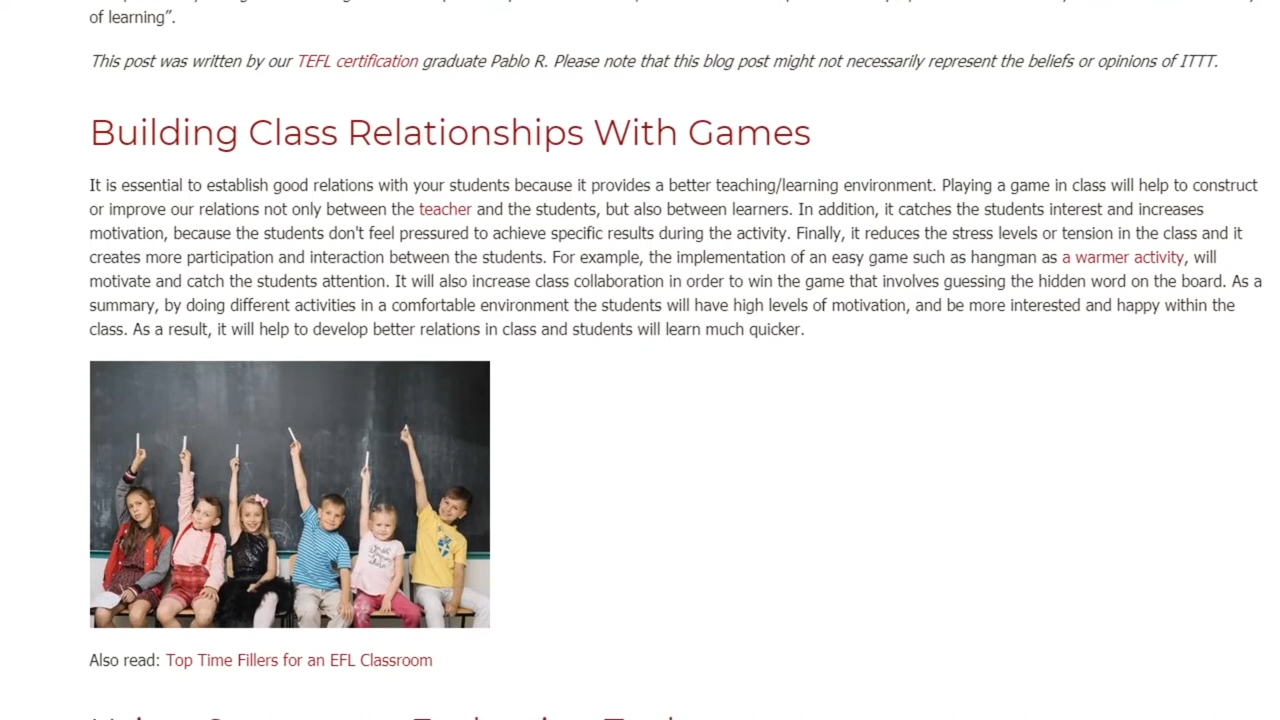 of learning”.
This post was written by our TEFL certification graduate Pablo R. Please note that this blog post might not necessarily represent the beliefs or opinions of ITTT.
Building Class Relationships With Games
It is essential to establish good relations with your students because it provides a better teaching/learning environment. Playing a game in class will help to construct
or improve our relations not only between the teacher and the students, but also between learners. In addition, it catches the students interest and increases
motivation, because the students don't feel pressured to achieve specific results during the activity. Finally, it reduces the stress levels or tension in the class and it
creates more participation and interaction between the students. For example, the implementation of an easy game such as hangman as a warmer activity, will
motivate and catch the students attention. It will also increase class collaboration in order to win the game that involves guessing the hidden word on the board. As a
summary, by doing different activities in a comfortable environment the students will have high levels of motivation, and be more interested and happy within the
class. As a result, it will help to develop better relations in class and students will learn much quicker.
Also read: Top Time Fillers for an EFL Classroom